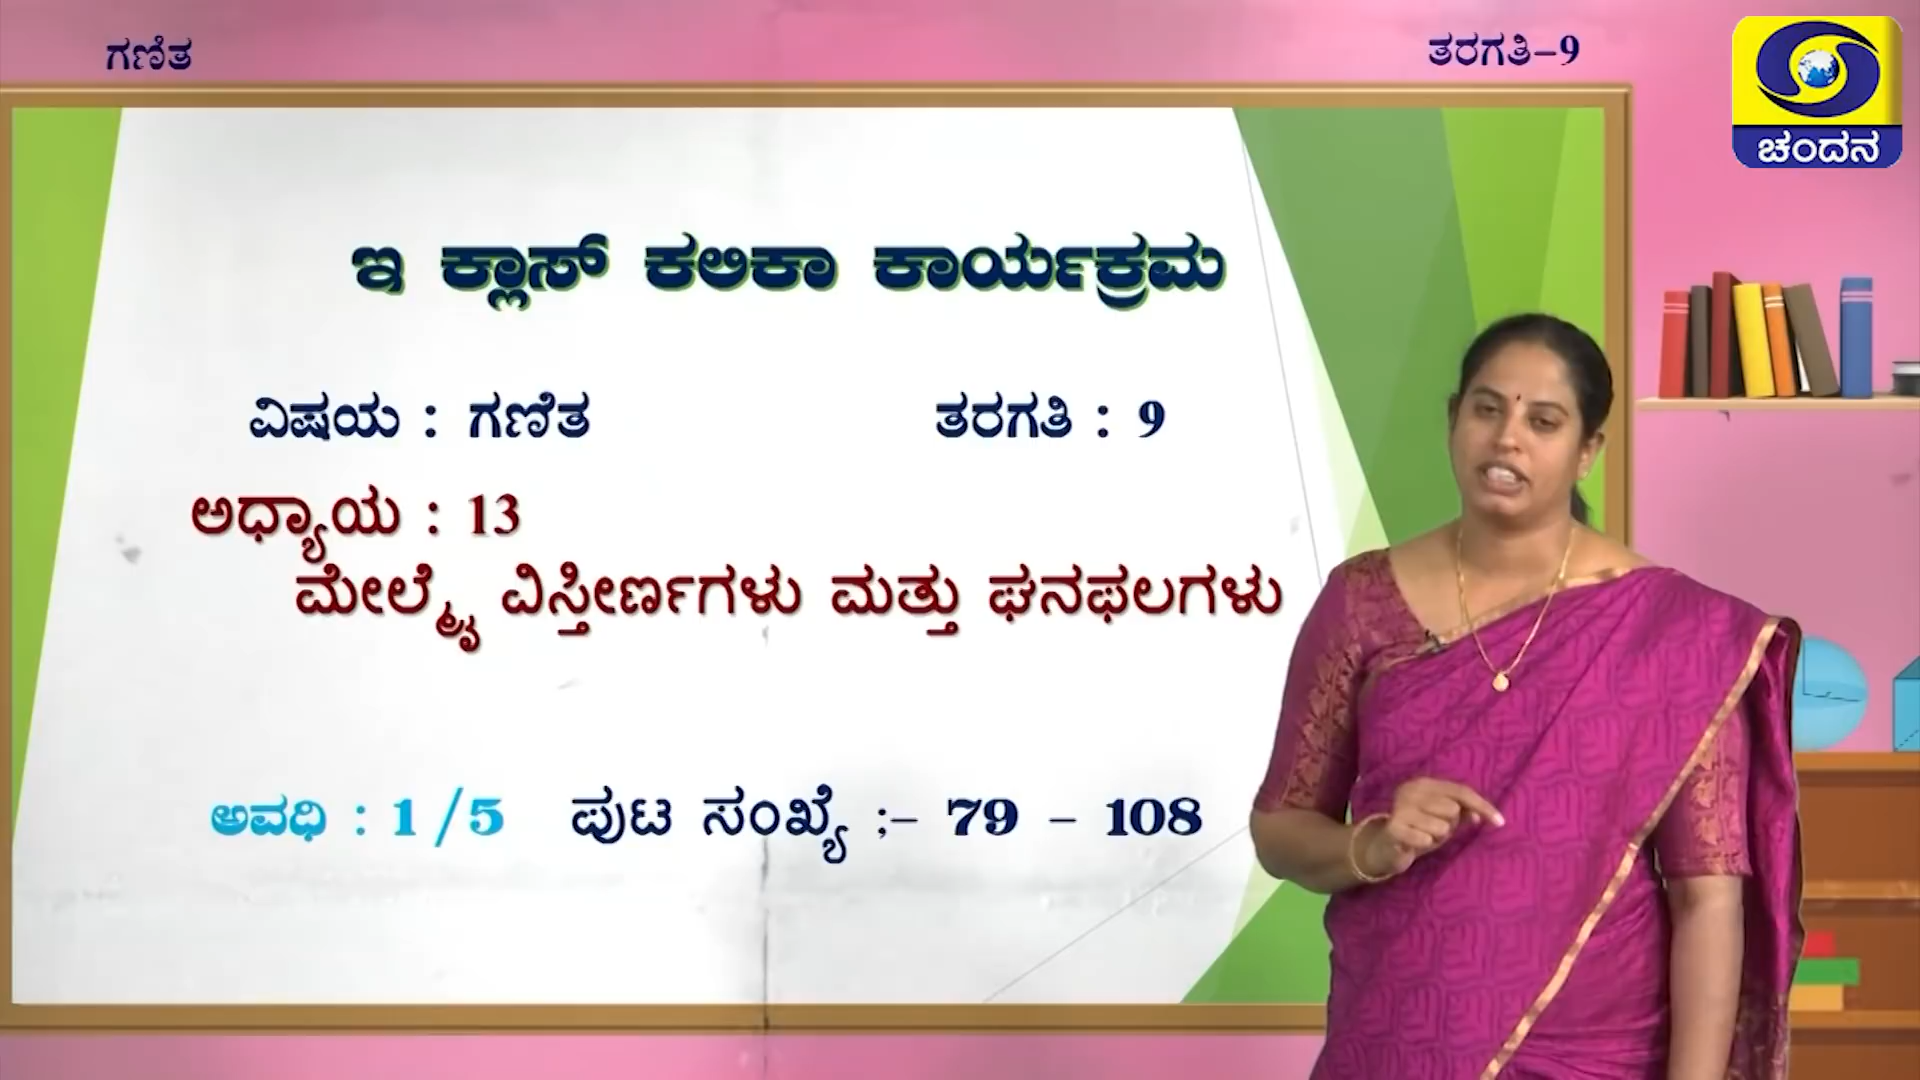 ಗಣಿತ
ತರಗತಿ-9
ಚಂದನ
ಇ ಕ್ಲಾಸ್ ಕಲಿಕಾ ಕಾರ್ಯಕ್ರಮ
ವಿಷಯ : ಗಣಿತ ತರಗತಿ : 9
ಅಧ್ಯಾಯ : 13
ಮೇಲ್ಮೈ ವಿಸ್ತೀರ್ಣಗಳು ಮತ್ತು ಘನಫಲಗಳು
ಅವಧಿ : 1 /5 ಪುಟ ಸಂಖ್ಯೆ ;- 79 - 108